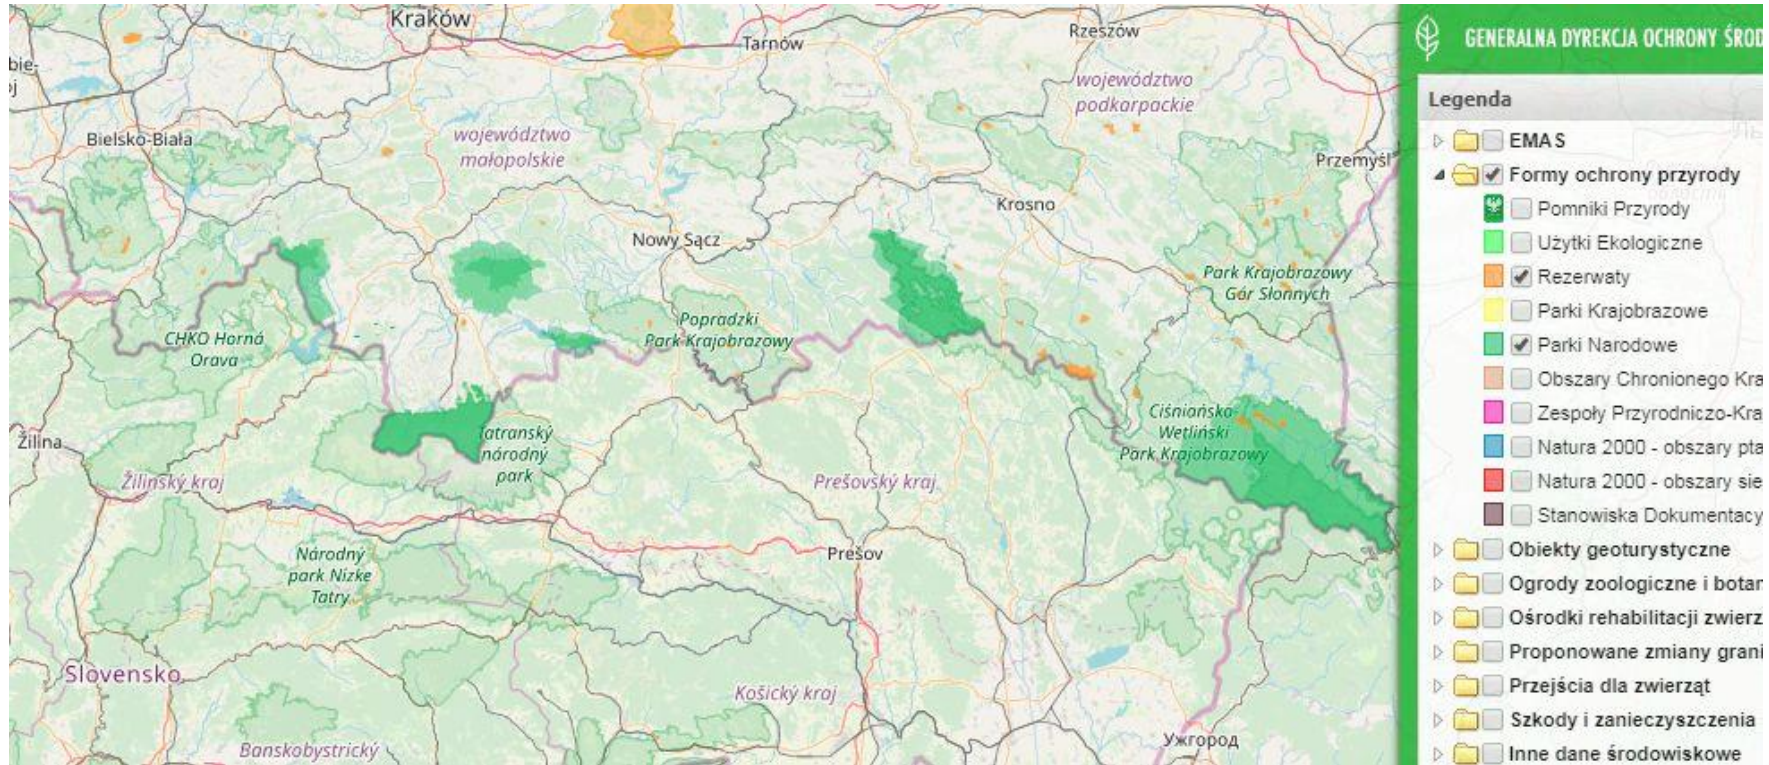 Kraków
Tarnów
Rzeszów
bie-
Bielsko-Biała
województwo
małopolskie
województwo
podkarpackie
Przemyśl
Krosno
Nowy Sącz
Park Krajobrazowy
Gór Słonnych
CHKO Horná
Orava
Popradzki
Park Krajobrazowy
Ciśniańsko-
Wetliński
Park Krajobrazowy
Žilina
Tatranský
národný
park
Žilinský kraj
Prešovský kraj
Národný
park Nízke
Tatry
Prešov
Slovensko
Košický kraj
Banskobystrický
Ужгород
GENERALNA DYREKCJA OCHRONY ŚROD
Legenda
EMAS
Formy ochrony przyrody
Pomniki Przyrody
Użytki Ekologiczne
Rezerwaty
Parki Krajobrazowe
Parki Narodowe
Obszary Chronionego Kra
Zespoły Przyrodniczo-Kra
Natura 2000 - obszary pta
Natura 2000 - obszary sie
Stanowiska Dokumentacy
Obiekty geoturystyczne
Ogrody zoologiczne i botan
Ośrodki rehabilitacji zwierz
Proponowane zmiany grani
Przejścia dla zwierząt
Szkody i zanieczyszczenia
Inne dane środowiskowe